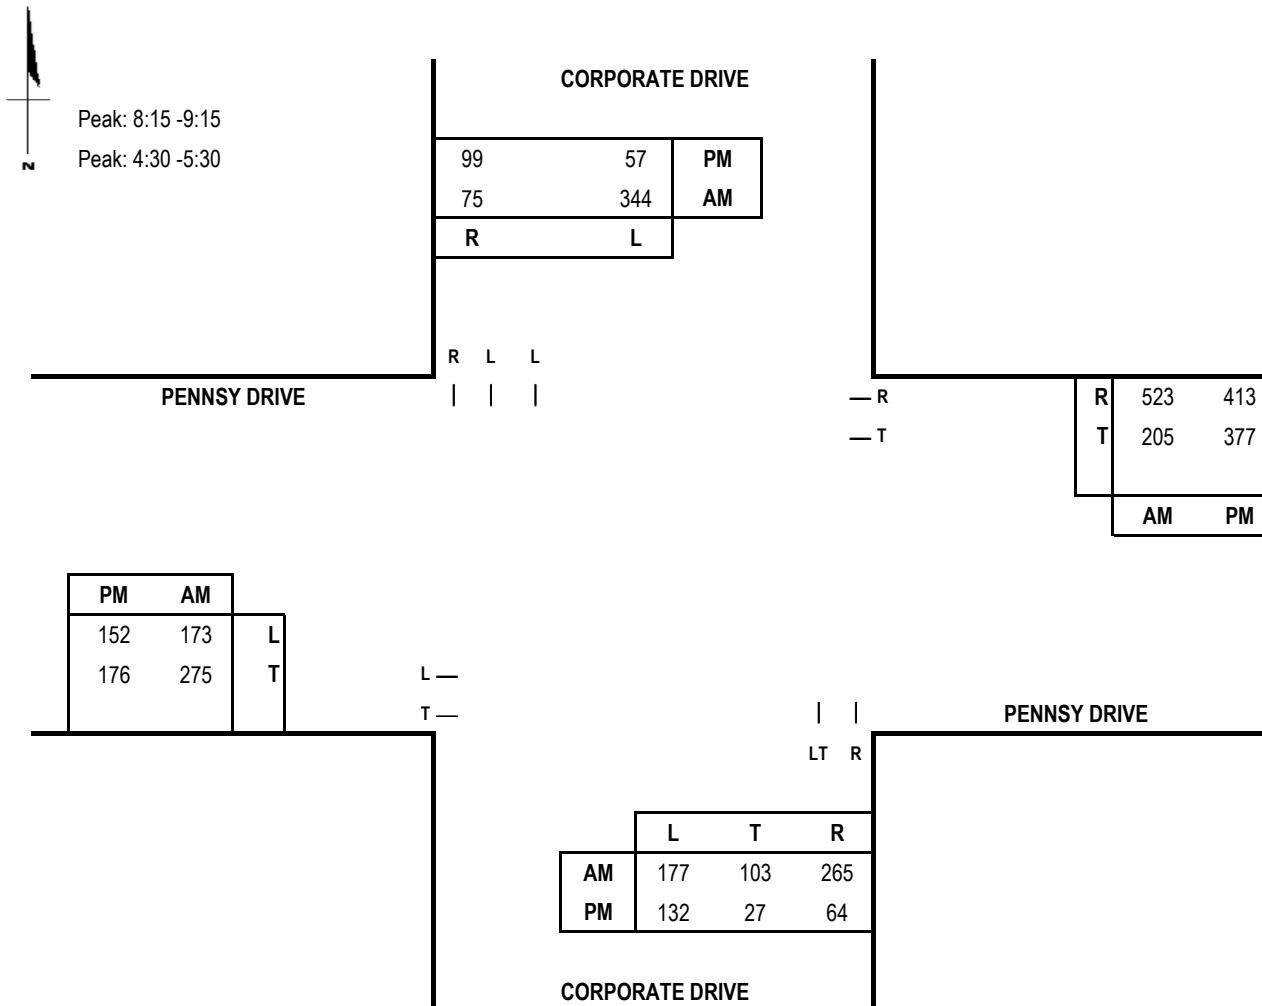 CORPORATE DRIVE
Peak: 8:15 -9:15
Peak: 4:30 -5:30
N
99 57 PM
75 344 AM
R L
R L L
PENNSY DRIVE
R
T
R 523 413
T 205 377
AM PM
PM AM
152 173 L
176 275 T
L
T
PENNSY DRIVE
LT R
L T R
AM 177 103 265
PM 132 27 64
CORPORATE DRIVE